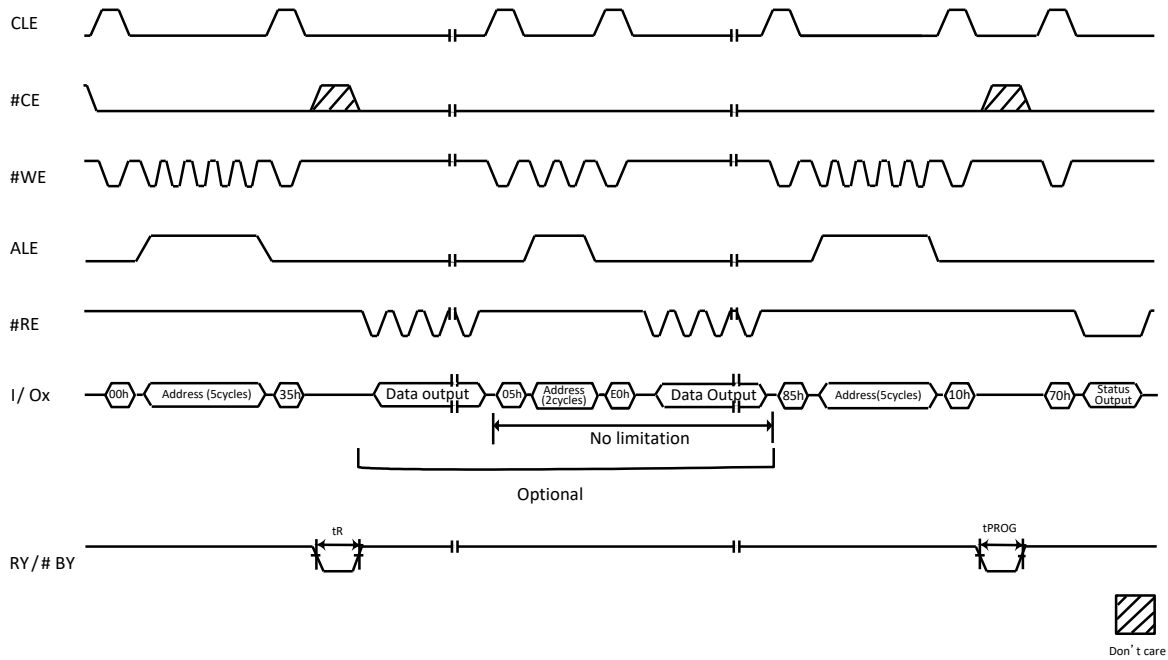 CLE
#CE
#WE
ALE
#RE
I/ Ox
00h
Address (5cycles)
35h
Data output
05h
Address
(2cycles)
E0h
Data Output
85h
Address(5cycles)
10h
70h
Status
Output
No limitation
Optional
tR
tPROG
RY/# BY
Don't care